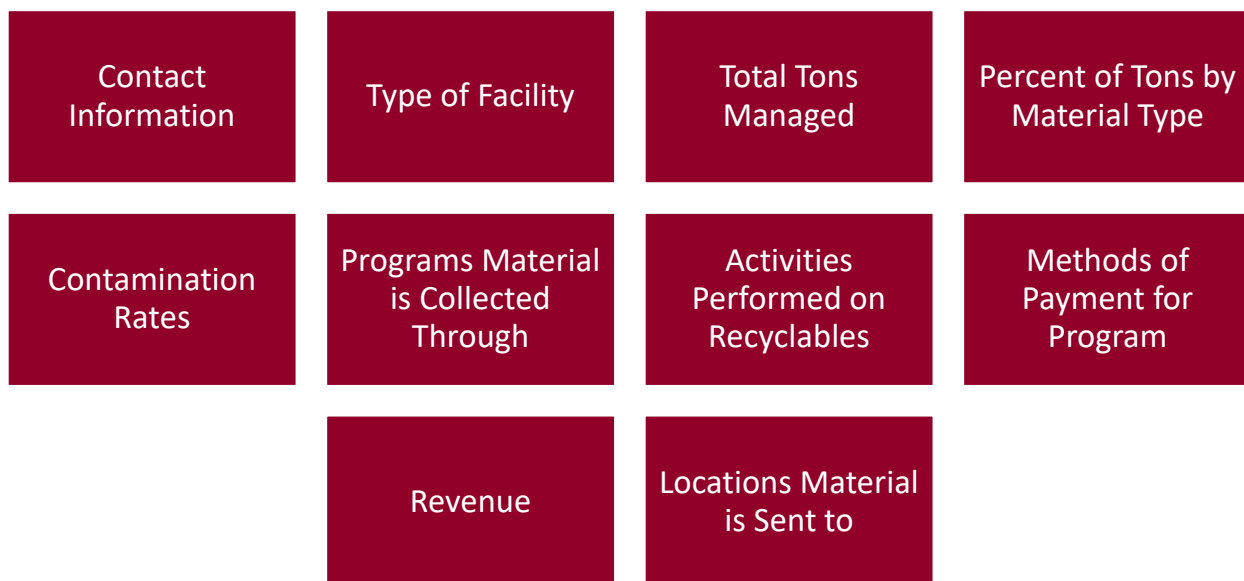 Contact
Information
Type of Facility
Total Tons
Managed
Percent of Tons by
Material Type
Contamination
Rates
Programs Material
is Collected
Through
Activities
Performed on
Recyclables
Methods of
Payment for
Program
Revenue
Locations Material
is Sent to